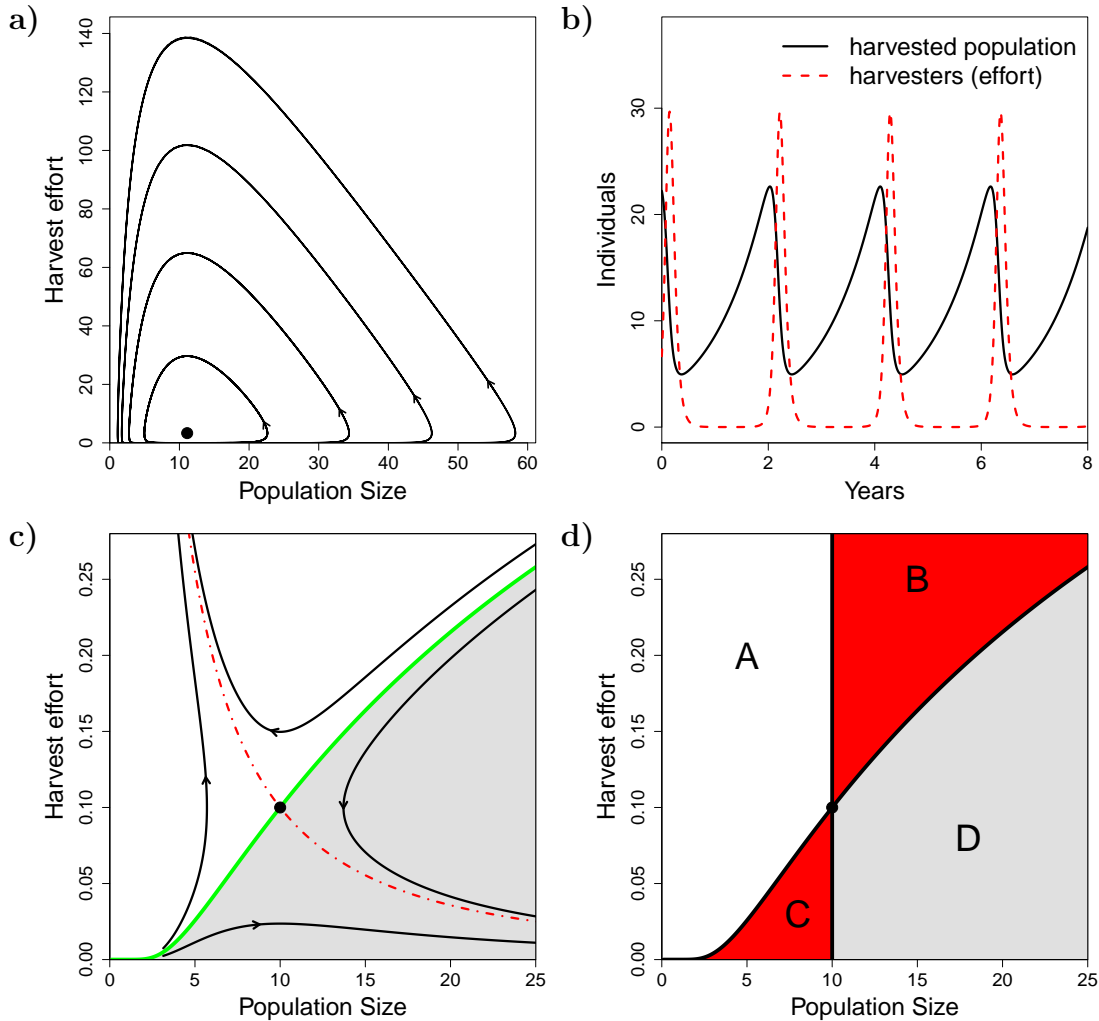 a)
Harvest effort
0 20 40 60 80 100 120 140
0 10 20 30 40 50 60
Population Size
b)
harvested population
harvesters (effort)
Individuals
0 10 20 30
0 2 4 6 8
Years
c)
Harvest effort
0.00 0.05 0.10 0.15 0.20 0.25
0 5 10 15 20 25
Population Size
d)
Harvest effort
0.00 0.05 0.10 0.15 0.20 0.25
B
A
D
C
0 5 10 15 20 25
Population Size